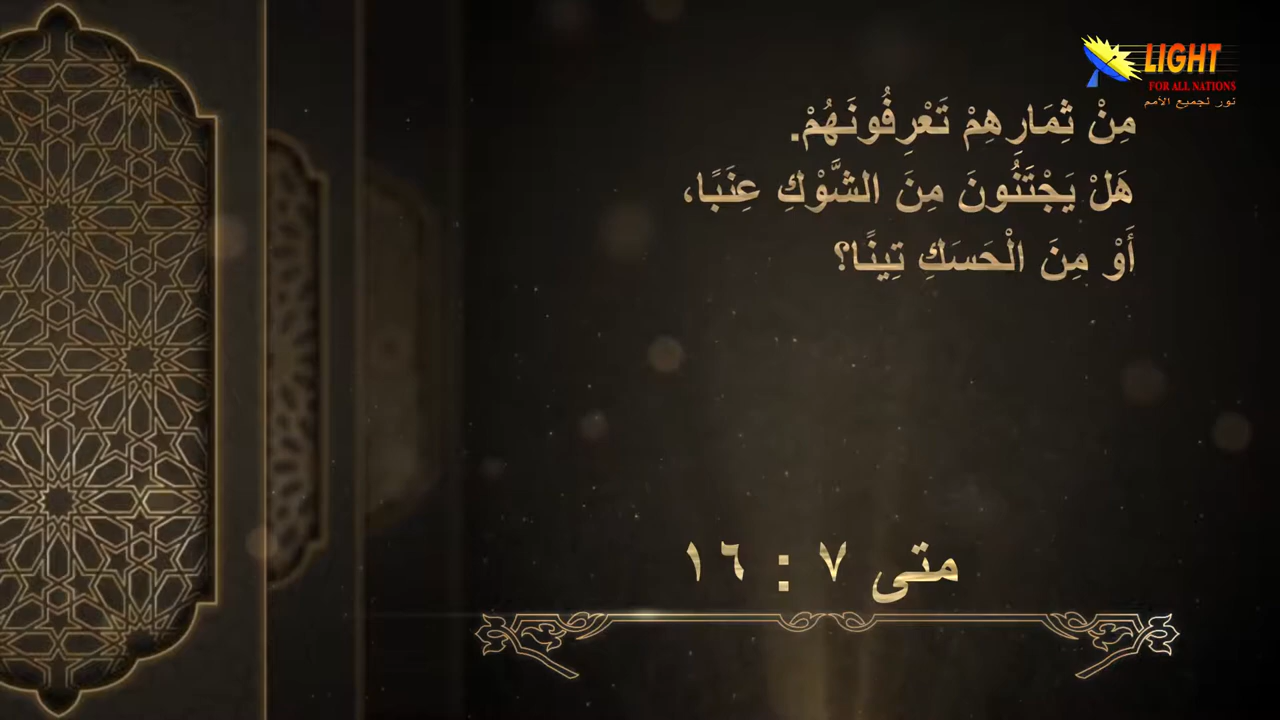 LIGHT
FOR ALL NATIONS
نور لجميع الأمم
مِنْ ثِمَارِهِمْ تَعْرِفُونَهُمْ.
هَلْ يَجْتَنُونَ مِنَ الشَّوْكِ عِنَبًا،
أَوْ مِنَ الْحَسَكِ تِينًا؟
متى ٧ : ١٦